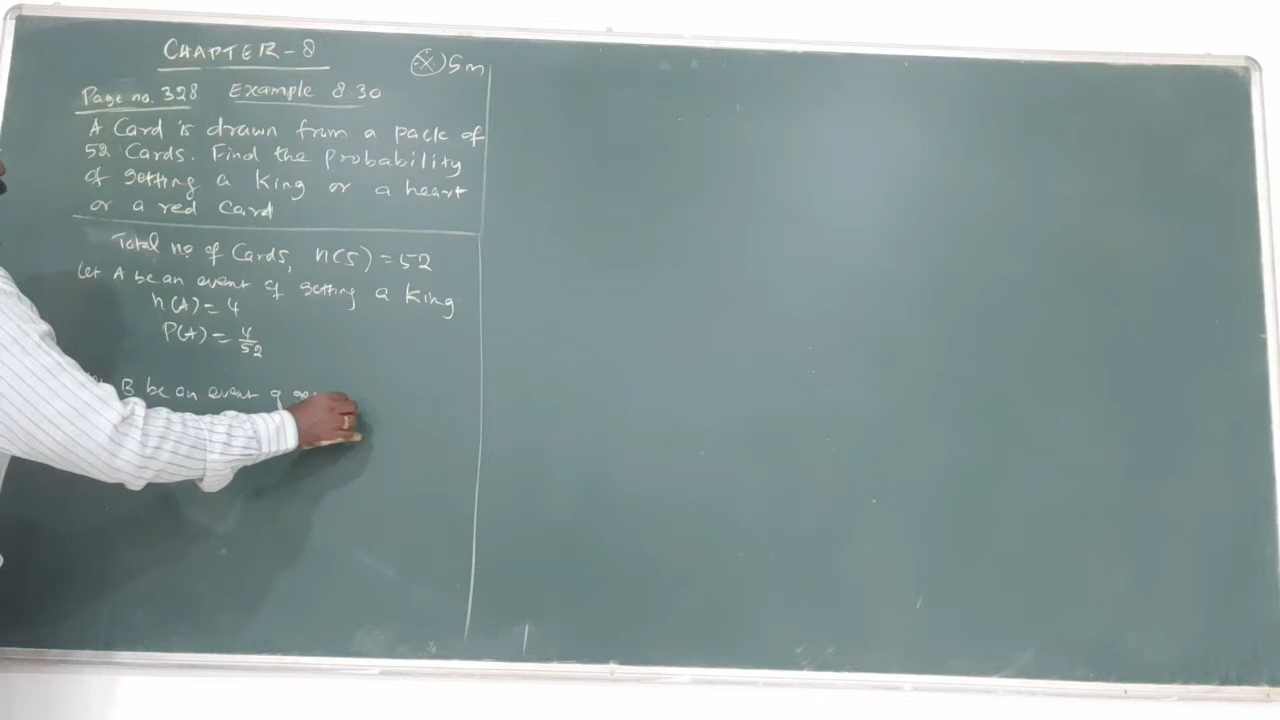 CHAPTER-8
(X) 5m
Page no. 328 Example 8.30
A Card is drawn from a pack of
52 Cards. Find the probability
of getting a king or a heart
or a red Card
Total no of Cards, n(S) = 52
Let A be an event of getting a king
n(A) = 4
P(A) = 4/52
B be an event of